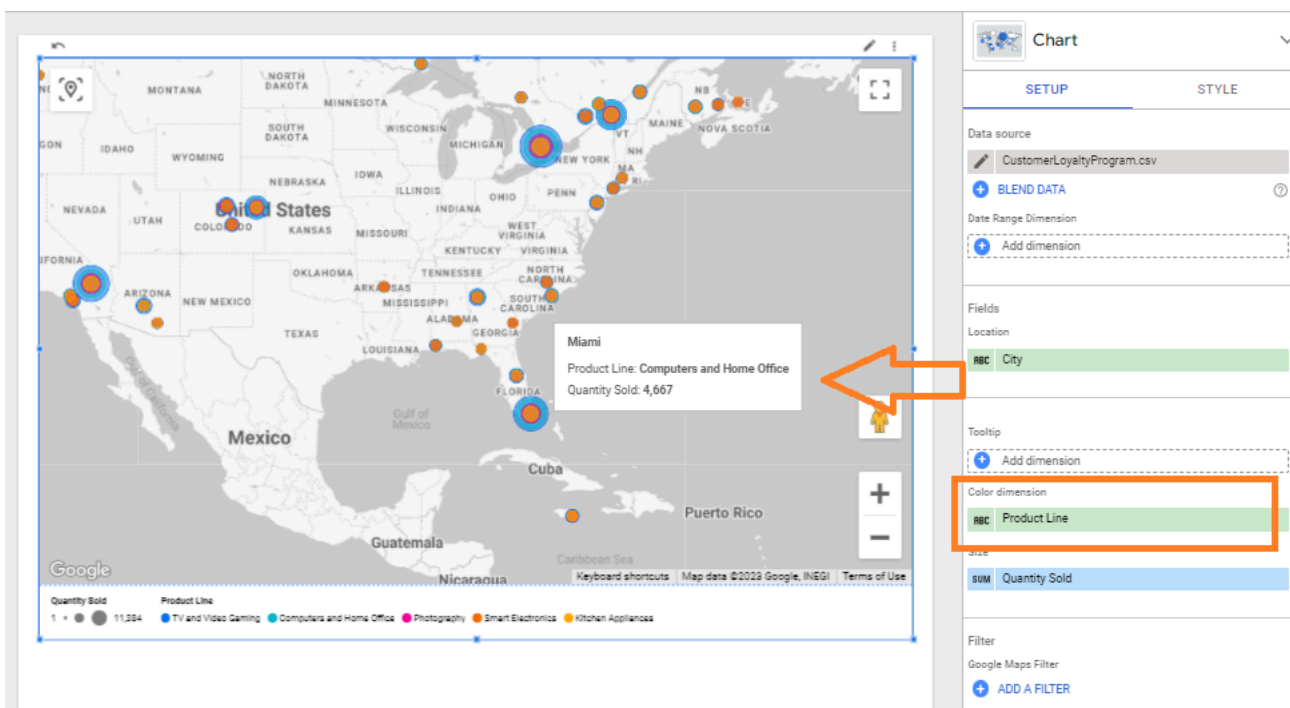 Chart
SETUP
STYLE
Data source
CustomerLoyaltyProgram.csv
BLEND DATA
Date Range Dimension
Add dimension
Fields
Location
ABC City
Tooltip
Add dimension
Color dimension
ABC Product Line
Size
SUM Quantity Sold
Filter
Google Maps Filter
ADD A FILTER
MONTANA
NORTH
DAKOTA
MINNESOTA
SOUTH
DAKOTA
WISCONSIN
MICHIGAN
NB
PE
MAINE
NOVA SCOTIA
VT
NH
NEW YORK
MA
RI
GON
IDAHO
WYOMING
NEBRASKA
IOWA
ILLINOIS
INDIANA
OHIO
PENN
NEVADA
UTAH
COLORADO
United States
KANSAS
MISSOURI
WEST
VIRGINIA
KENTUCKY
VIRGINIA
IFORNIA
ARIZONA
NEW MEXICO
OKLAHOMA
ARKANSAS
TENNESSEE
NORTH
CAROLINA
MISSISSIPPI
SOUTH
CAROLINA
ALABAMA
GEORGIA
TEXAS
LOUISIANA
FLORIDA
Miami
Product Line: Computers and Home Office
Quantity Sold: 4,667
Gulf of
Mexico
Mexico
Cuba
Puerto Rico
Guatemala
Caribbean Sea
Nicaragua
Google
Keyboard shortcuts
Map data ©2023 Google, INEGI
Terms of Use
Quantity Sold
1
11,384
Product Line
TV and Video Gaming
Computers and Home Office
Photography
Smart Electronics
Kitchen Appliances